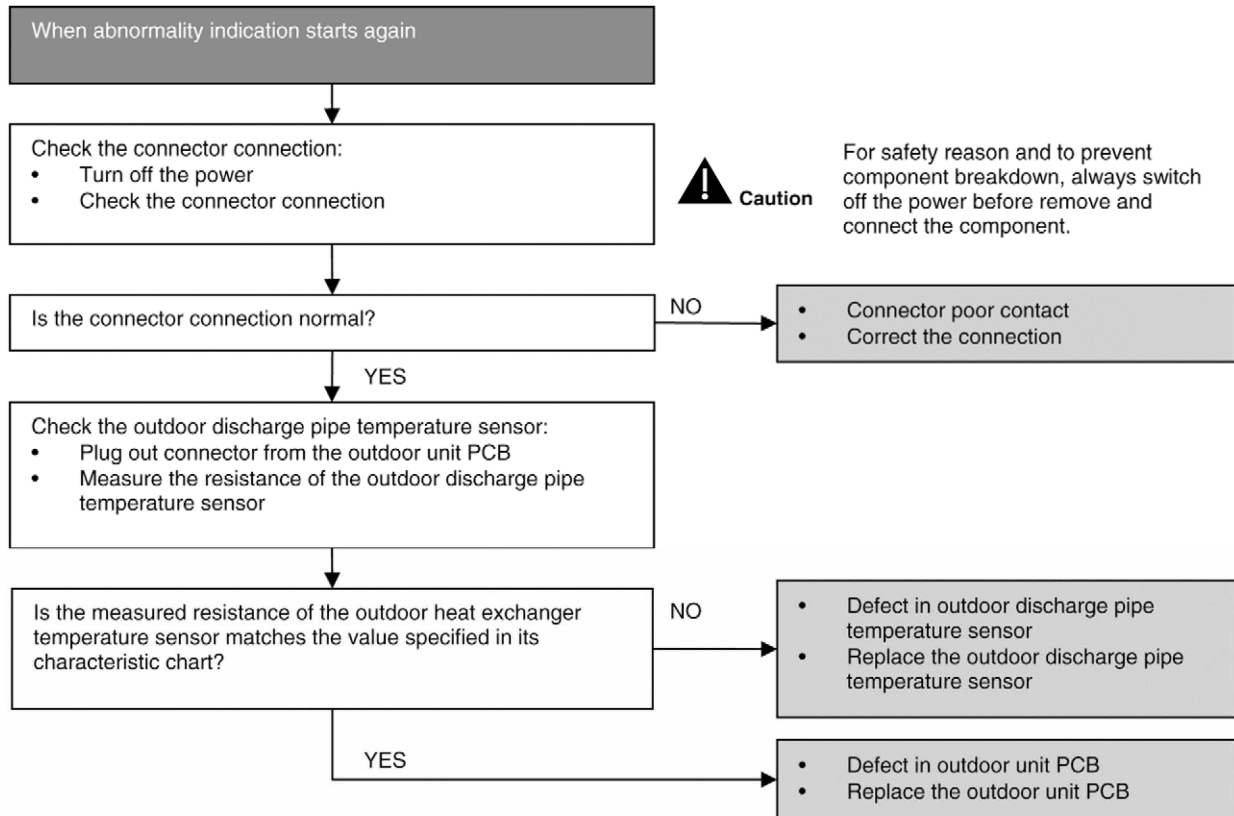 When abnormality indication starts again
Check the connector connection:
• Turn off the power
• Check the connector connection
Caution
For safety reason and to prevent
component breakdown, always switch
off the power before remove and
connect the component.
Is the connector connection normal?
NO
• Connector poor contact
• Correct the connection
YES
Check the outdoor discharge pipe temperature sensor:
• Plug out connector from the outdoor unit PCB
• Measure the resistance of the outdoor discharge pipe
temperature sensor
Is the measured resistance of the outdoor heat exchanger
temperature sensor matches the value specified in its
characteristic chart?
NO
• Defect in outdoor discharge pipe
temperature sensor
• Replace the outdoor discharge pipe
temperature sensor
YES
• Defect in outdoor unit PCB
• Replace the outdoor unit PCB